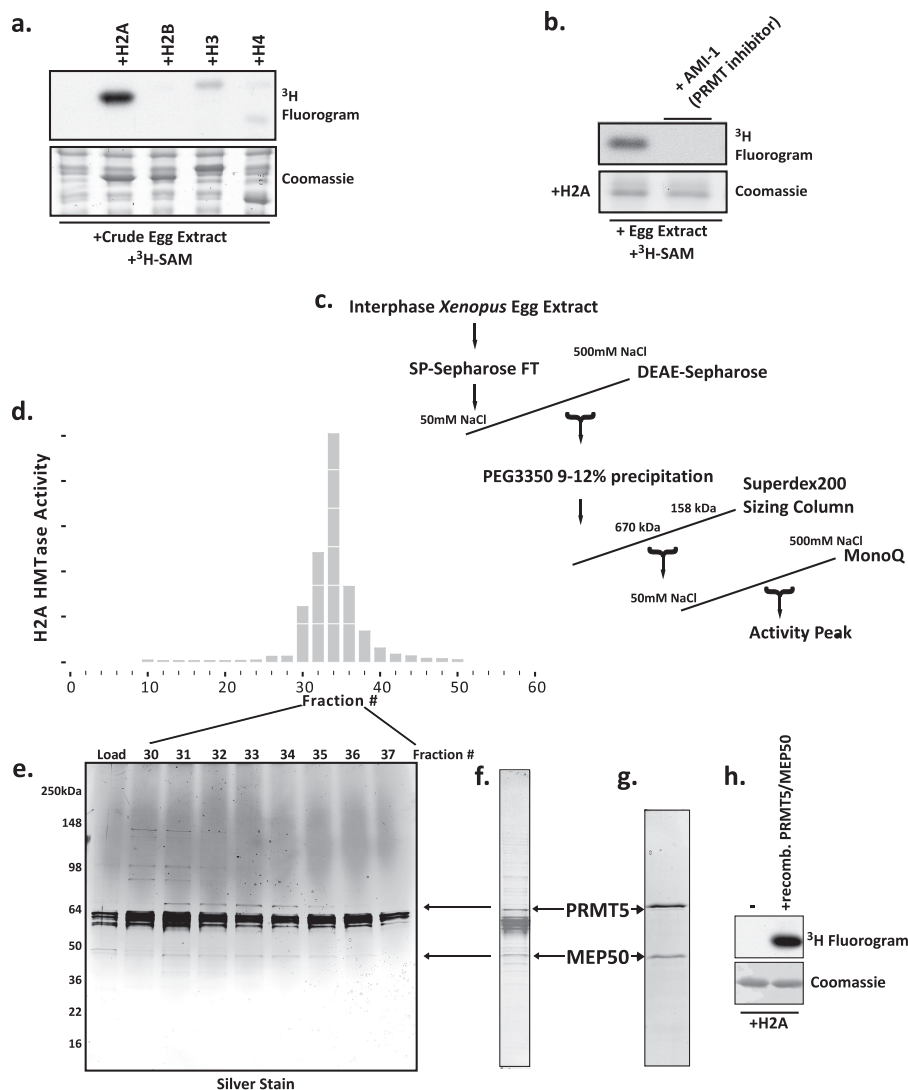 a.
+H2A
+H2B
+H3
+H4
³H
Fluorogram
Coomassie
+Crude Egg Extract
+³H-SAM
b.
+ AMI-1
(PRMT inhibitor)
³H
Fluorogram
+H2A
Coomassie
+ Egg Extract
+³H-SAM
c.
Interphase Xenopus Egg Extract
SP-Sepharose FT
500mM NaCl
DEAE-Sepharose
50mM NaCl
PEG3350 9-12% precipitation
Superdex200
Sizing Column
158 kDa
670 kDa
500mM NaCl
MonoQ
50mM NaCl
Activity Peak
d.
H2A HMTase Activity
0 10 20 30 40 50 60
Fraction #
e.
Load 30 31 32 33 34 35 36 37 Fraction #
250kDa
148
98
64
50
36
22
16
Silver Stain
f.
g.
PRMT5
MEP50
h.
-
+recomb. PRMT5/MEP50
³H Fluorogram
Coomassie
+H2A